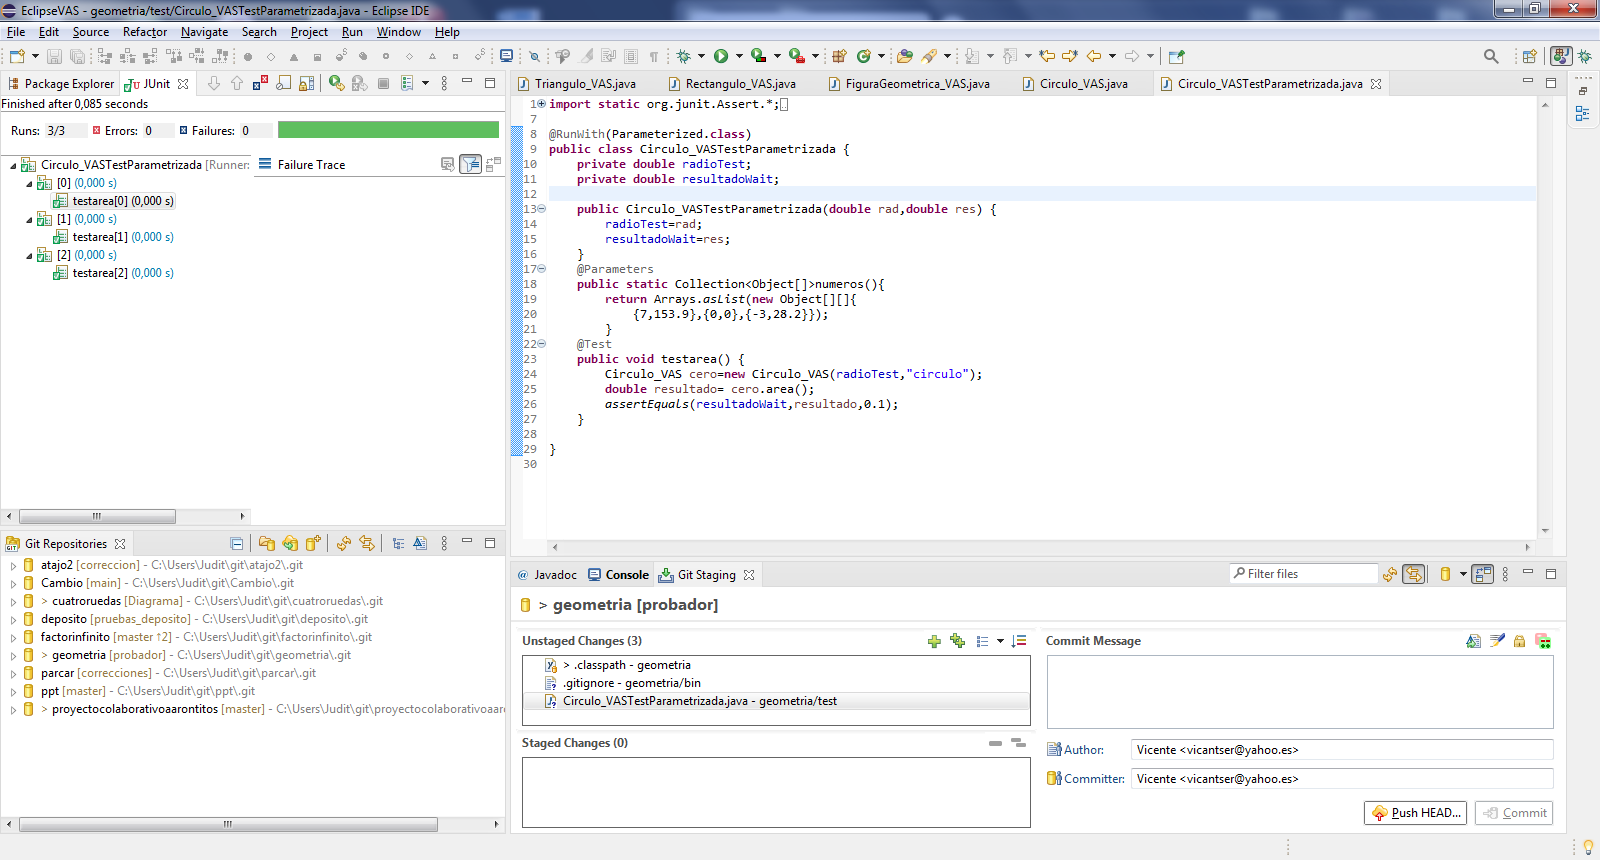 EclipseVAS - geometria/test/Circulo_VASTestParametrizada.java - Eclipse IDE
File Edit Source Refactor Navigate Search Project Run Window Help
Package Explorer JUnit
Finished after 0,085 seconds
Runs: 3/3 Errors: 0 Failures: 0
Circulo_VASTestParametrizada [Runner: Failure Trace
[0] (0,000 s)
testarea[0] (0,000 s)
[1] (0,000 s)
testarea[1] (0,000 s)
[2] (0,000 s)
testarea[2] (0,000 s)
Triangulo_VAS.java Rectangulo_VAS.java FiguraGeometrica_VAS.java Circulo_VAS.java Circulo_VASTestParametrizada.java
1 import static org.junit.Assert.*;
7
8 @RunWith(Parameterized.class)
9 public class Circulo_VASTestParametrizada {
10 private double radioTest;
11 private double resultadoWait;
12
13 public Circulo_VASTestParametrizada(double rad,double res) {
14 radioTest=rad;
15 resultadoWait=res;
16 }
17 @Parameters
18 public static Collection<Object[]>numeros(){
19 return Arrays.asList(new Object[][]{
20 {7,153.9},{0,0},{-3,28.2}});
21 }
22 @Test
23 public void testarea() {
24 Circulo_VAS cero=new Circulo_VAS(radioTest,"circulo");
25 double resultado= cero.area();
26 assertEquals(resultadoWait,resultado,0.1);
27 }
28
29 }
30
Git Repositories
atajo2 [correccion] - C:\Users\Judit\git\atajo2\.git
Cambio [main] - C:\Users\Judit\git\Cambio\.git
> cuatroruedas [Diagrama] - C:\Users\Judit\git\cuatroruedas\.git
deposito [pruebas_deposito] - C:\Users\Judit\git\deposito\.git
factorinfinito [master ↑2] - C:\Users\Judit\git\factorinfinito\.git
> geometria [probador] - C:\Users\Judit\git\geometria\.git
parcar [correcciones] - C:\Users\Judit\git\parcar\.git
ppt [master] - C:\Users\Judit\git\ppt\.git
> proyectocolaborativoaarontitos [master] - C:\Users\Judit\git\proyectocolaborativoaar
@ Javadoc Console Git Staging
Filter files
> geometria [probador]
Unstaged Changes (3)
> .classpath - geometria
.gitignore - geometria/bin
Circulo_VASTestParametrizada.java - geometria/test
Staged Changes (0)
Commit Message
Author: Vicente <vicantser@yahoo.es>
Committer: Vicente <vicantser@yahoo.es>
Push HEAD... Commit